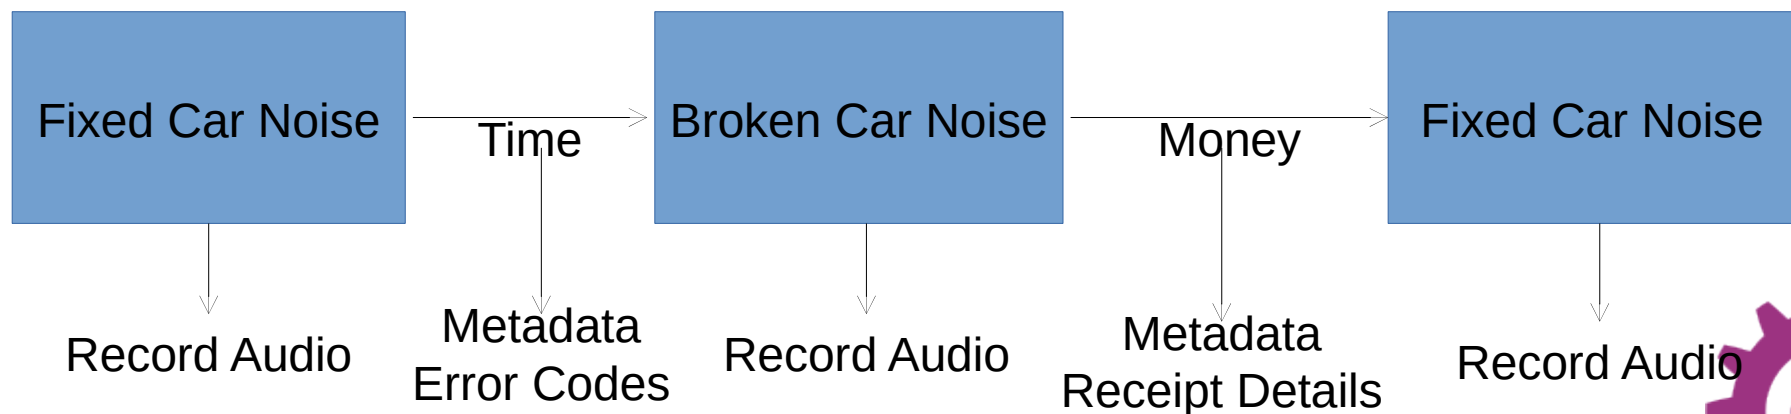 Fixed Car Noise
Time
Broken Car Noise
Money
Fixed Car Noise
Record Audio
Metadata
Error Codes
Record Audio
Metadata
Receipt Details
Record Audio